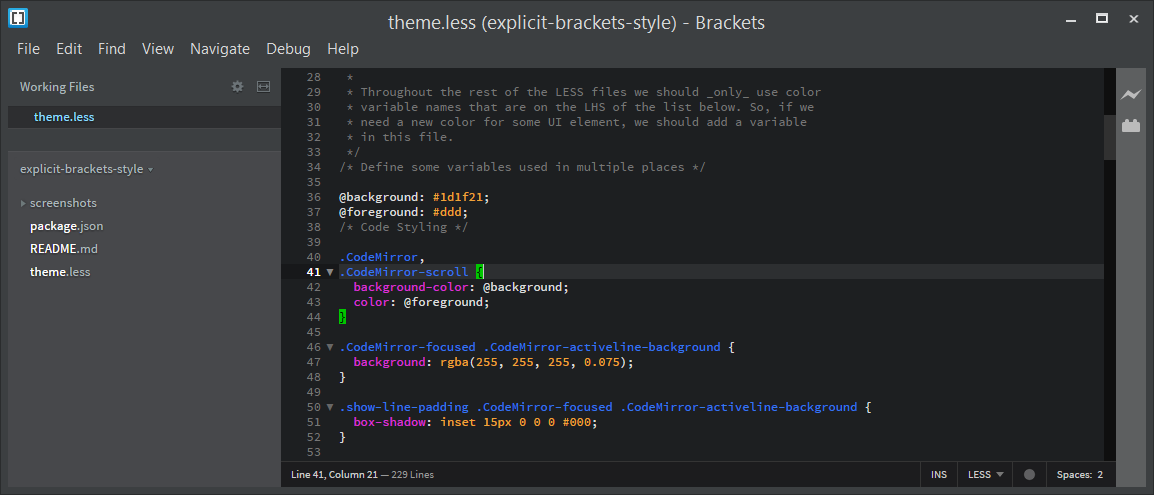 theme.less (explicit-brackets-style) - Brackets
File Edit Find View Navigate Debug Help
Working Files
theme.less
explicit-brackets-style
screenshots
package.json
README.md
theme.less
28 *
29 * Throughout the rest of the LESS files we should _only_ use color
30 * variable names that are on the LHS of the list below. So, if we
31 * need a new color for some UI element, we should add a variable
32 * in this file.
33 */
34 /* Define some variables used in multiple places */
35
36 @background: #1d1f21;
37 @foreground: #ddd;
38 /* Code Styling */
39
40 .CodeMirror,
41 .CodeMirror-scroll {
42 background-color: @background;
43 color: @foreground;
44 }
45
46 .CodeMirror-focused .CodeMirror-activeline-background {
47 background: rgba(255, 255, 255, 0.075);
48 }
49
50 .show-line-padding .CodeMirror-focused .CodeMirror-activeline-background {
51 box-shadow: inset 15px 0 0 0 #000;
52 }
53
Line 41, Column 21 — 229 Lines
INS LESS Spaces: 2